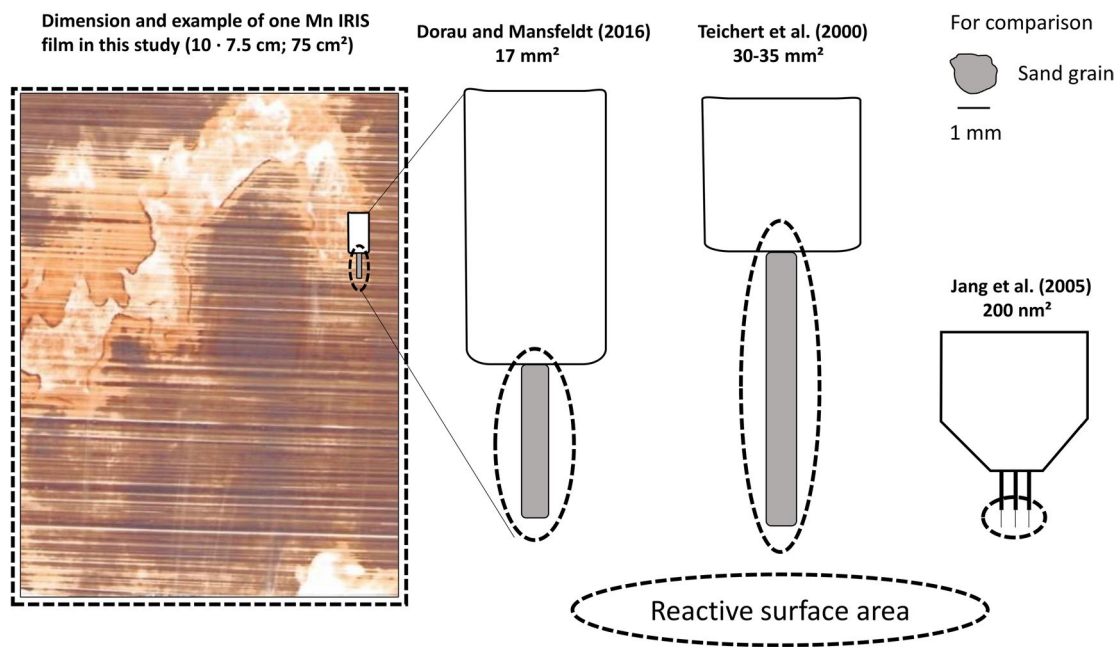 Dimension and example of one Mn IRIS
film in this study (10 · 7.5 cm; 75 cm²)
Dorau and Mansfeldt (2016)
17 mm²
Teichert et al. (2000)
30-35 mm²
For comparison
Sand grain
1 mm
Jang et al. (2005)
200 nm²
Reactive surface area